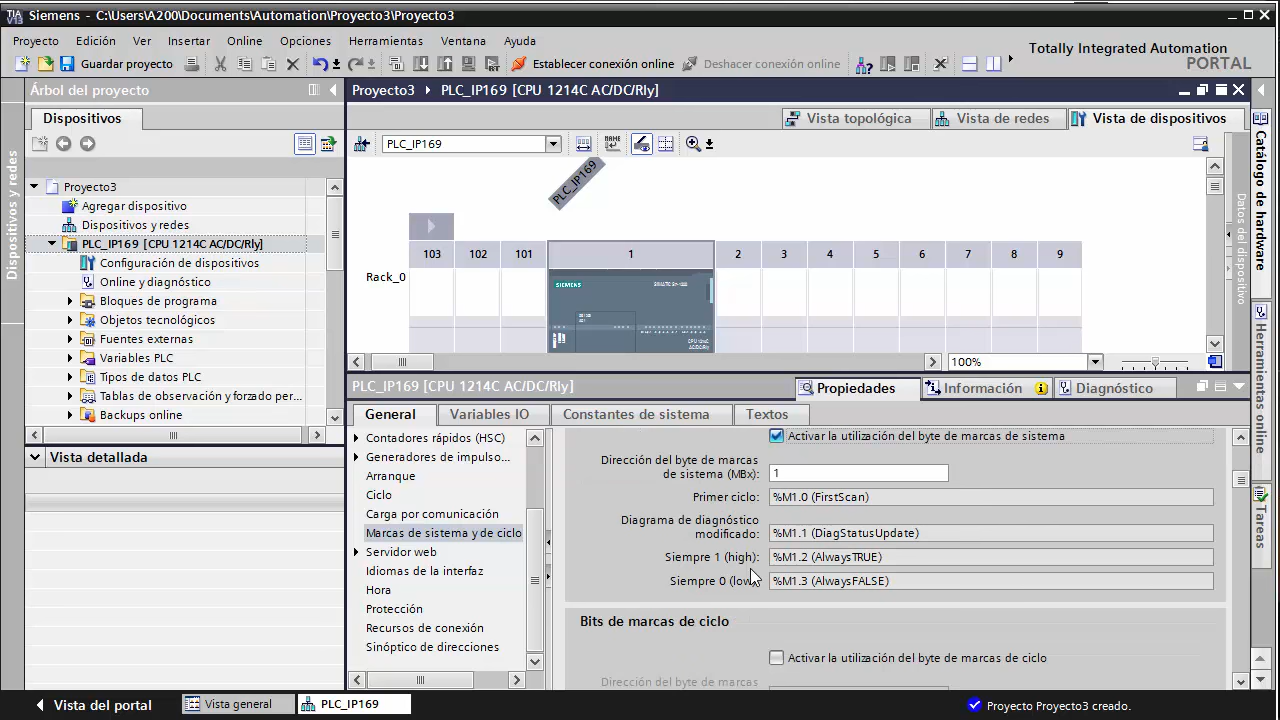 TIA
V13
Siemens - C:\Users\A200\Documents\Automation\Proyecto3\Proyecto3
Proyecto Edición Ver Insertar Online Opciones Herramientas Ventana Ayuda
Totally Integrated Automation
PORTAL
Guardar proyecto
Establecer conexión online
Deshacer conexión online
Árbol del proyecto
Dispositivos
Dispositivos y redes
Proyecto3
Agregar dispositivo
Dispositivos y redes
PLC_IP169 [CPU 1214C AC/DC/Rly]
Configuración de dispositivos
Online y diagnóstico
Bloques de programa
Objetos tecnológicos
Fuentes externas
Variables PLC
Tipos de datos PLC
Tablas de observación y forzado per...
Backups online
Vista detallada
Proyecto3 PLC_IP169 [CPU 1214C AC/DC/Rly]
Vista topológica
Vista de redes
Vista de dispositivos
PLC_IP169
NAME
PLC_IP169
103 102 101 1 2 3 4 5 6 7 8 9
Rack_0
SIEMENS
CPU 1214C
AC/DC/Rly
100%
Datos del dispositivo
PLC_IP169 [CPU 1214C AC/DC/Rly]
Propiedades
Información
Diagnóstico
General Variables IO Constantes de sistema Textos
Contadores rápidos (HSC)
Generadores de impulso...
Arranque
Ciclo
Carga por comunicación
Marcas de sistema y de ciclo
Servidor web
Idiomas de la interfaz
Hora
Protección
Recursos de conexión
Sinóptico de direcciones
Activar la utilización del byte de marcas de sistema
Dirección del byte de marcas
de sistema (MBx): 1
Primer ciclo: %M1.0 (FirstScan)
Diagrama de diagnóstico
modificado: %M1.1 (DiagStatusUpdate)
Siempre 1 (high): %M1.2 (AlwaysTRUE)
Siempre 0 (low %M1.3 (AlwaysFALSE)
Bits de marcas de ciclo
Activar la utilización del byte de marcas de ciclo
Dirección del byte de marcas
Catálogo de hardware
Herramientas online
Tareas
Vista del portal
Vista general
PLC_IP169
Proyecto Proyecto3 creado.